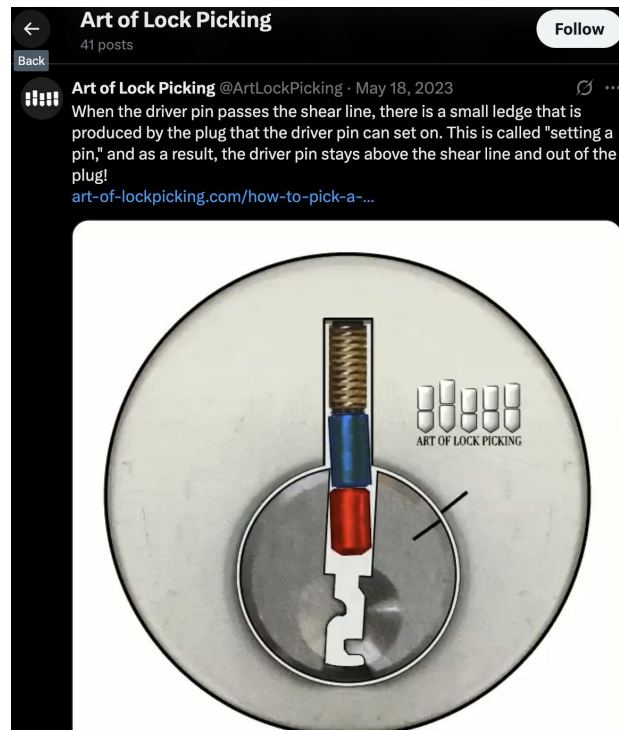 Art of Lock Picking
41 posts
Follow
Back
Art of Lock Picking @ArtLockPicking · May 18, 2023
When the driver pin passes the shear line, there is a small ledge that is
produced by the plug that the driver pin can set on. This is called "setting a
pin," and as a result, the driver pin stays above the shear line and out of the
plug!
art-of-lockpicking.com/how-to-pick-a-...
ART OF LOCK PICKING